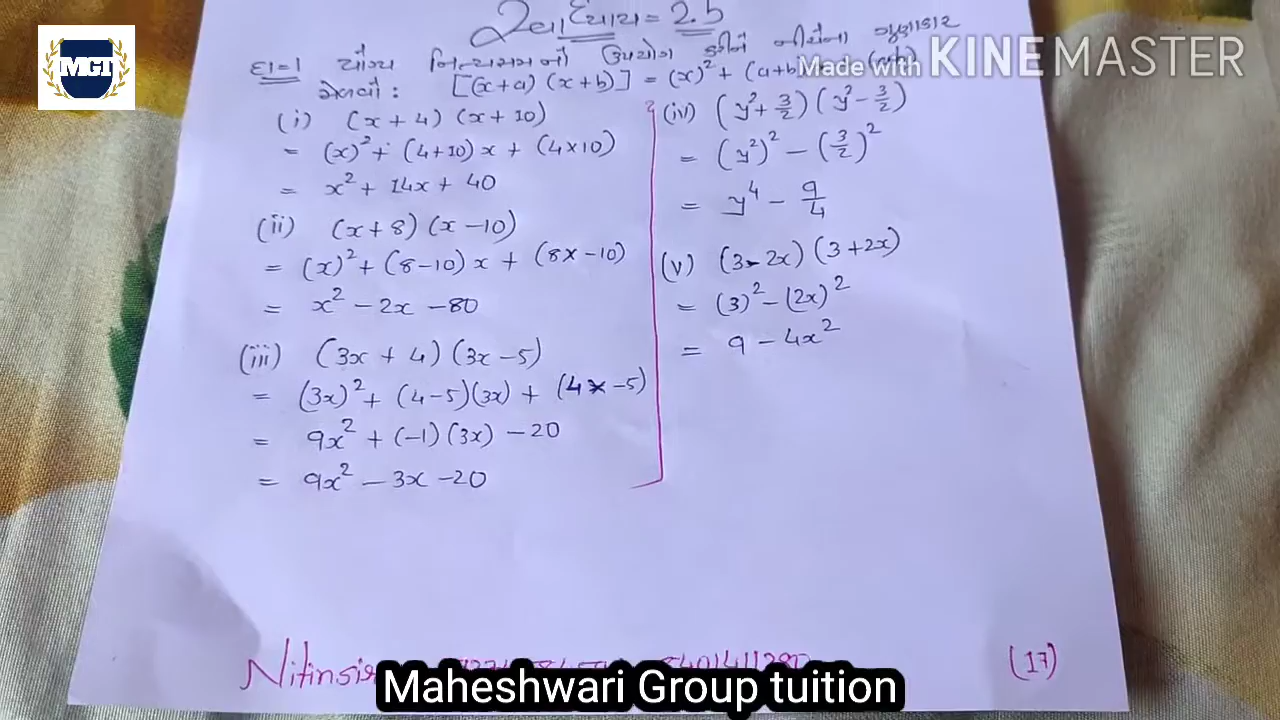 MGT
Made with KINEMASTER
સ્વાધ્યાય = 2.5
દા-1 યોગ્ય નિત્યસમનો ઉપયોગ કરીને નીચેના ગુણાકાર
મેળવો : [(x+a) (x+b)] = (x)² + (a+b
(i) (x + 4) (x + 10)
= (x)² + (4+10) x + (4×10)
= x² + 14x + 40
(ii) (x + 8) (x - 10)
= (x)² + (8-10) x + (8× -10)
= x² - 2x - 80
(iii) (3x + 4) (3x - 5)
= (3x)² + (4-5)(3x) + (4× -5)
= 9x² + (-1) (3x) - 20
= 9x² - 3x - 20
(iv) (y² + 3/2) (y² - 3/2)
= (y²)² - (3/2)²
= y⁴ - 9/4
(v) (3 - 2x) (3 + 2x)
= (3)² - (2x)²
= 9 - 4x²
(17)
Maheshwari Group tuition